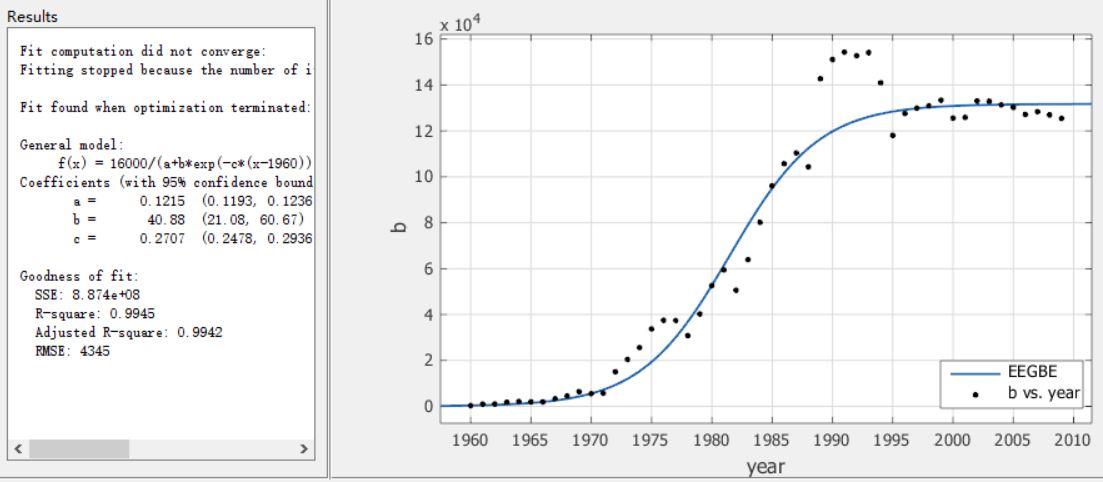 Results
Fit computation did not converge:
Fitting stopped because the number of i
Fit found when optimization terminated:
General model:
f(x) = 16000/(a+b*exp(-c*(x-1960))
Coefficients (with 95% confidence bound
a = 0.1215 (0.1193, 0.1236
b = 40.88 (21.08, 60.67)
c = 0.2707 (0.2478, 0.2936
Goodness of fit:
SSE: 8.874e+08
R-square: 0.9945
Adjusted R-square: 0.9942
RMSE: 4345
x 10⁴
16
14
12
10
8
6
4
2
0
b
1960 1965 1970 1975 1980 1985 1990 1995 2000 2005 2010
year
EEGBE
b vs. year